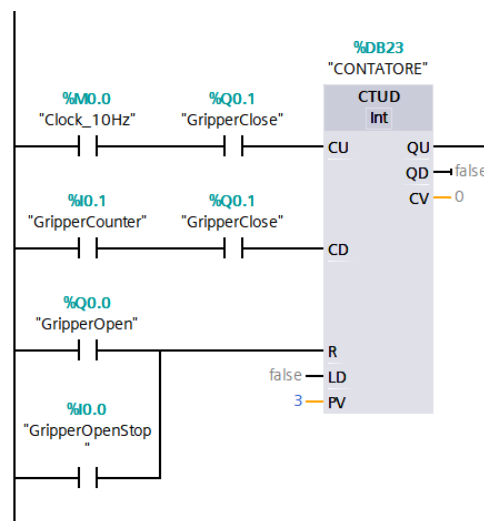 %DB23
"CONTATORE"
%M0.0
"Clock_10Hz"
%Q0.1
"GripperClose"
CTUD
Int
CU
QU
QD
false
CV
0
%I0.1
"GripperCounter"
%Q0.1
"GripperClose"
CD
%Q0.0
"GripperOpen"
R
false
LD
3
PV
%I0.0
"GripperOpenStop
"